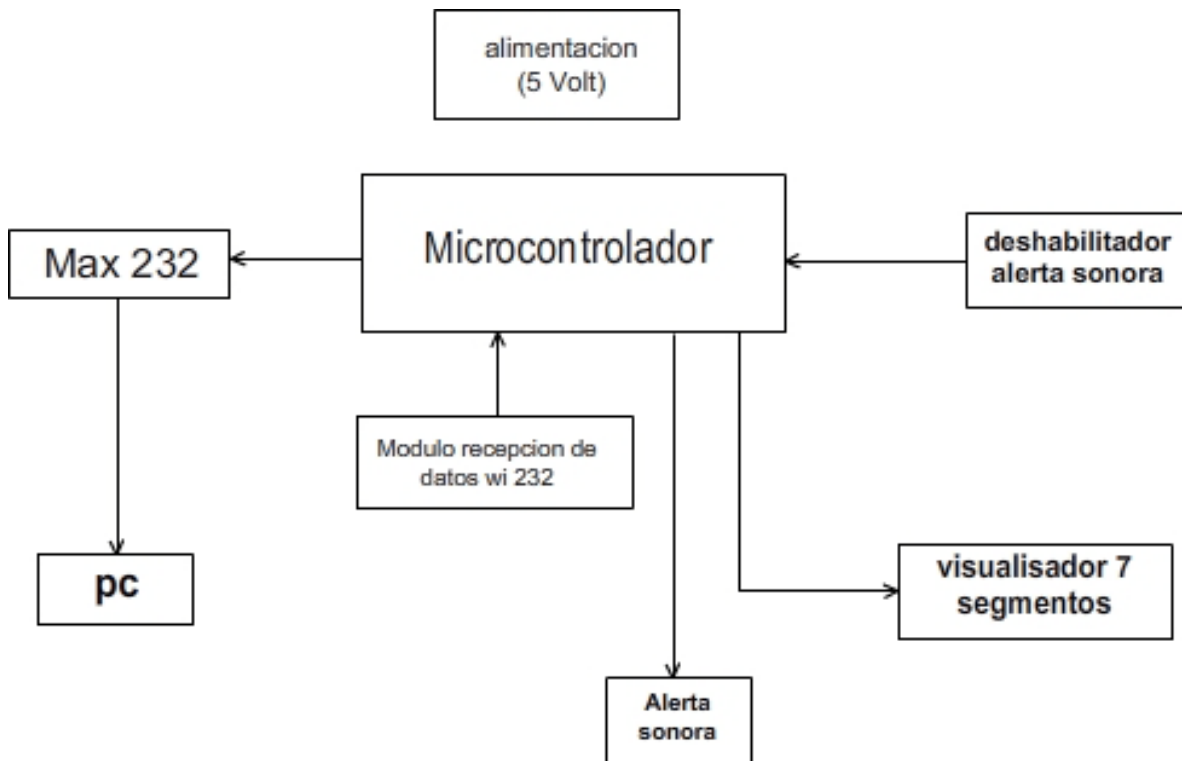 alimentacion
(5 Volt)
Microcontrolador
Max 232
deshabilitador
alerta sonora
Modulo recepcion de
datos wi 232
pc
visualisador 7
segmentos
Alerta
sonora